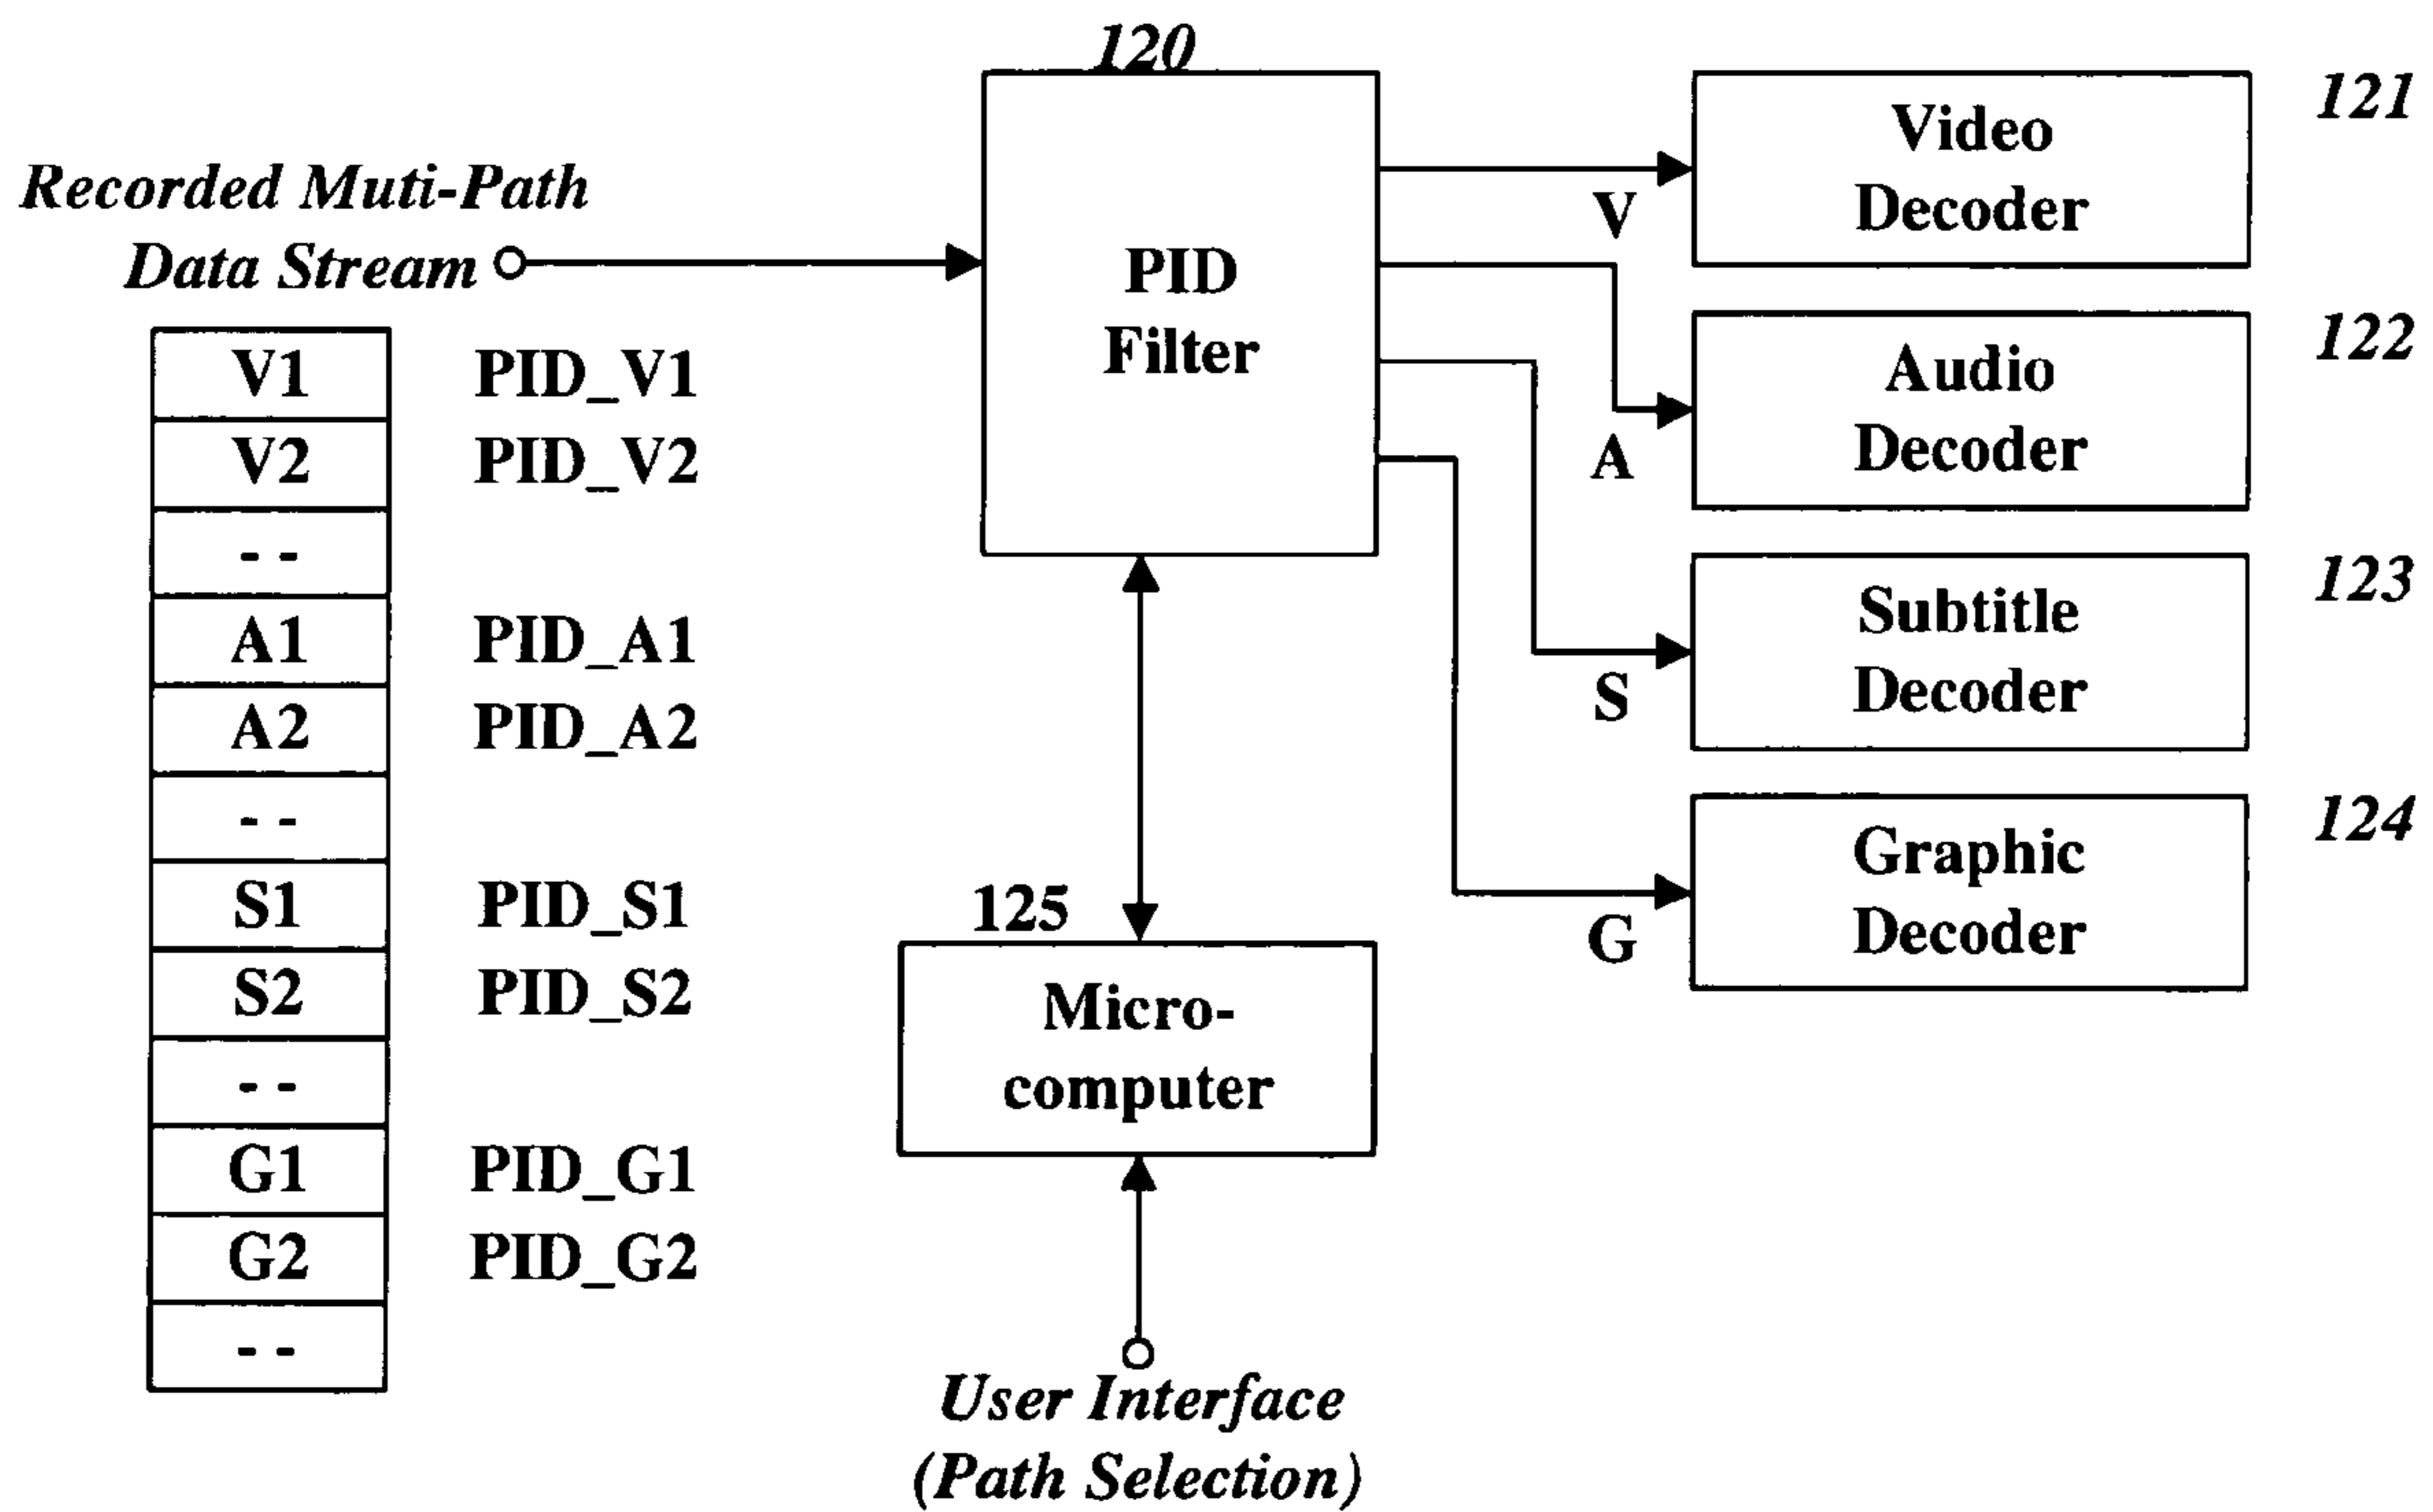 120
Recorded Muti-Path
Data Stream
V1 PID_V1
V2 PID_V2
--
A1 PID_A1
A2 PID_A2
--
S1 PID_S1
S2 PID_S2
--
G1 PID_G1
G2 PID_G2
--
PID
Filter
V
A
S
G
Video
Decoder
121
Audio
Decoder
122
Subtitle
Decoder
123
Graphic
Decoder
124
125
Micro-
computer
User Interface
(Path Selection)